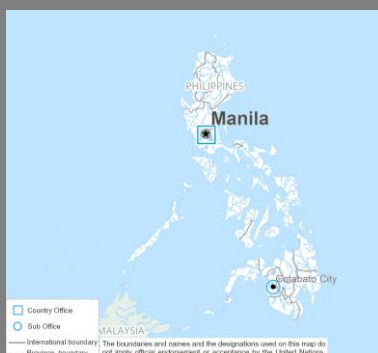 PHILIPPINES
Manila
Cotabato City
Country Office
Sub Office
MALAYSIA
International boundary
Province boundary
The boundaries and names and the designations used on this map do
not imply official endorsement or acceptance by the United Nations.